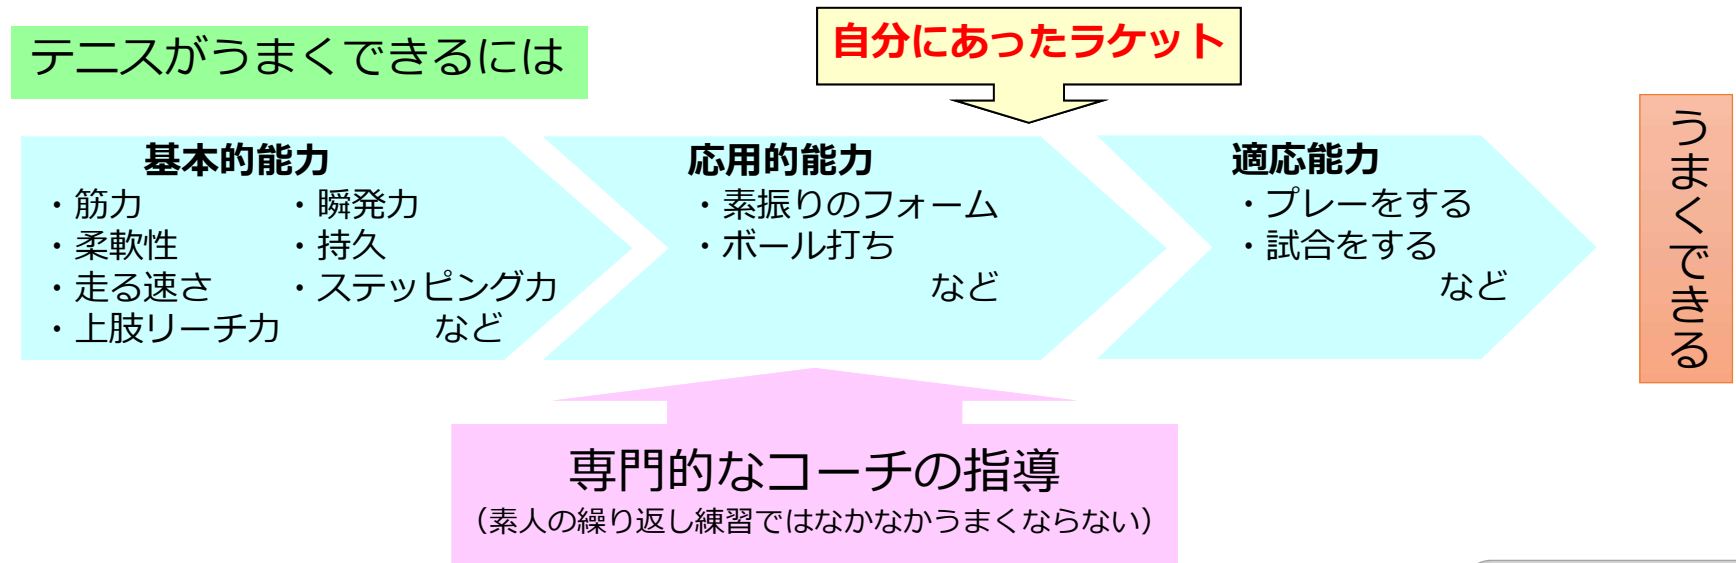 テニスがうまくできるには
自分にあったラケット
基本的能力
・筋力 ・瞬発力
・柔軟性 ・持久
・走る速さ ・ステッピング力
・上肢リーチ力 など
応用的能力
・素振りのフォーム
・ボール打ち
など
適応能力
・プレーをする
・試合をする
など
うまくできる
専門的なコーチの指導
（素人の繰り返し練習ではなかなかうまくならない）